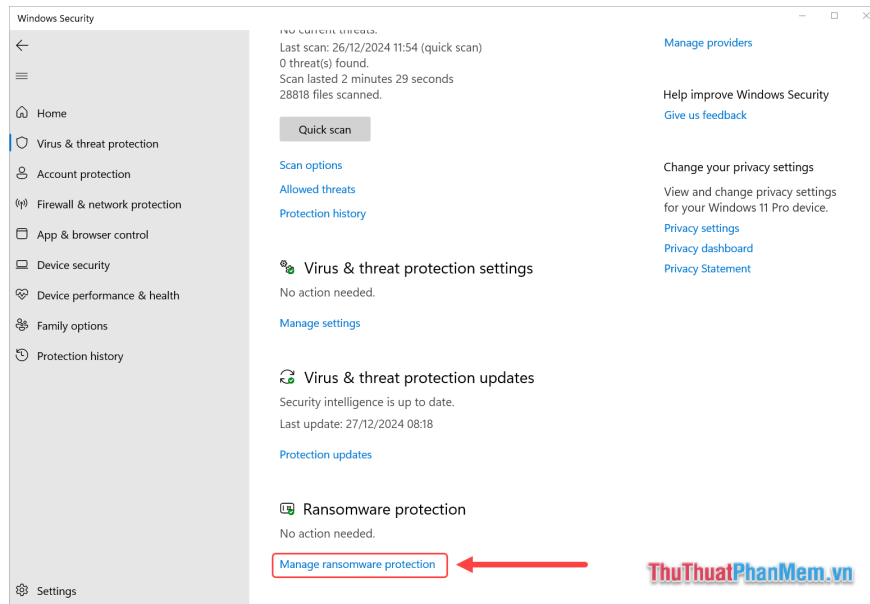 Windows Security
Home
Virus & threat protection
Account protection
Firewall & network protection
App & browser control
Device security
Device performance & health
Family options
Protection history
Settings
No current threats.
Last scan: 26/12/2024 11:54 (quick scan)
0 threat(s) found.
Scan lasted 2 minutes 29 seconds
28818 files scanned.
Quick scan
Scan options
Allowed threats
Protection history
Virus & threat protection settings
No action needed.
Manage settings
Virus & threat protection updates
Security intelligence is up to date.
Last update: 27/12/2024 08:18
Protection updates
Ransomware protection
No action needed.
Manage ransomware protection
Manage providers
Help improve Windows Security
Give us feedback
Change your privacy settings
View and change privacy settings
for your Windows 11 Pro device.
Privacy settings
Privacy dashboard
Privacy Statement
ThuThuatPhanMem.vn